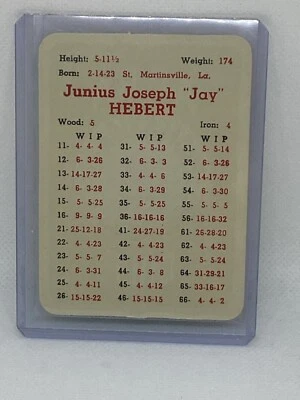 Height: 5-11½ Weight: 174
Born: 2-14-23 St. Martinsville, La.
Junius Joseph "Jay"
HEBERT
Wood: 5 Iron: 4
W I P W I P W I P
11- 4- 4- 4 31- 5- 5-13 51- 5- 5-14
12- 6- 3-26 32- 5- 5-23 52- 6- 3-26
13-14-17-27 33- 4- 4- 6 53-14-17-27
14- 6- 3-28 34- 5- 5-29 54- 6- 3-30
15- 5- 5-25 35- 6- 3-24 55- 5- 5-25
16- 9- 9- 9 36-16-16-16 56-16-16-32
21-25-12-18 41-24-27-19 61-26-28-20
22- 4- 4-23 42- 4- 4-23 62- 4- 4-23
23- 5- 5-24 43- 5- 5-24 63- 5- 5-24
24- 6- 3-31 44- 6- 3-31 64-31-29-21
25- 4- 4-11 45- 4- 4-12 65-33-16-17
26-15-15-22 46-15-15-15 66- 4- 4- 2